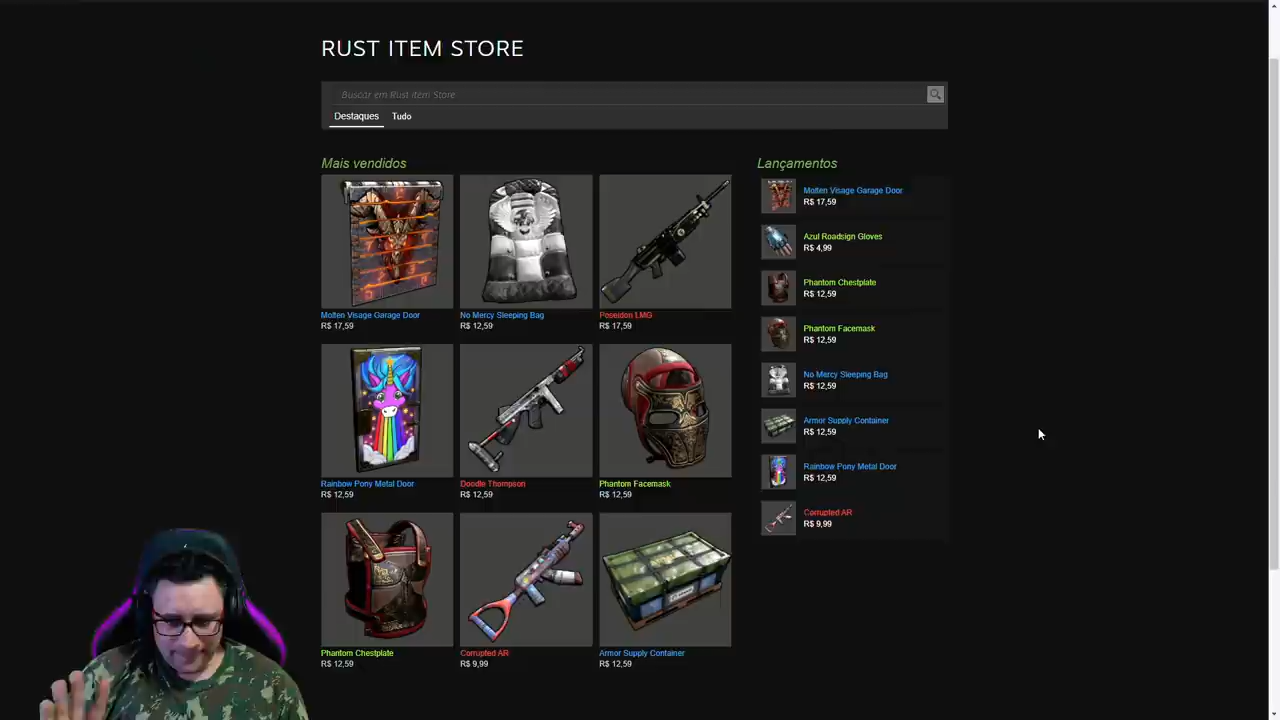 RUST ITEM STORE
Buscar em Rust Item Store
Destaques Tudo
Mais vendidos
Molten Visage Garage Door
R$ 17,59
No Mercy Sleeping Bag
R$ 12,59
Poseidon LMG
R$ 17,59
Rainbow Pony Metal Door
R$ 12,59
Doodle Thompson
R$ 12,59
Phantom Facemask
R$ 12,59
Phantom Chestplate
R$ 12,59
Corrupted AR
R$ 9,99
Armor Supply Container
R$ 12,59
Lançamentos
Molten Visage Garage Door
R$ 17,59
Azul Roadsign Gloves
R$ 4,99
Phantom Chestplate
R$ 12,59
Phantom Facemask
R$ 12,59
No Mercy Sleeping Bag
R$ 12,59
Armor Supply Container
R$ 12,59
Rainbow Pony Metal Door
R$ 12,59
Corrupted AR
R$ 9,99